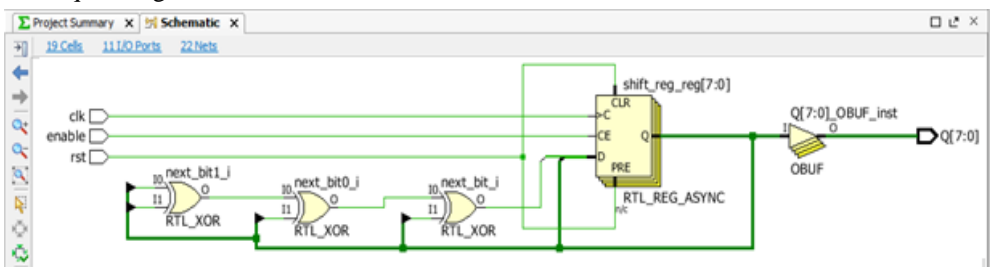 Project Summary × Schematic ×
19 Cells 11 I/O Ports 22 Nets
shift_reg_reg[7:0]
CLR
clk
C
Q[7:0]_OBUF_inst
enable
CE Q
I O
Q[7:0]
rst
D
OBUF
PRE
RTL_REG_ASYNC
n/c
next_bit1_i
I0
O
I1
RTL_XOR
next_bit0_i
I0
O
I1
RTL_XOR
next_bit_i
I0
O
I1
RTL_XOR